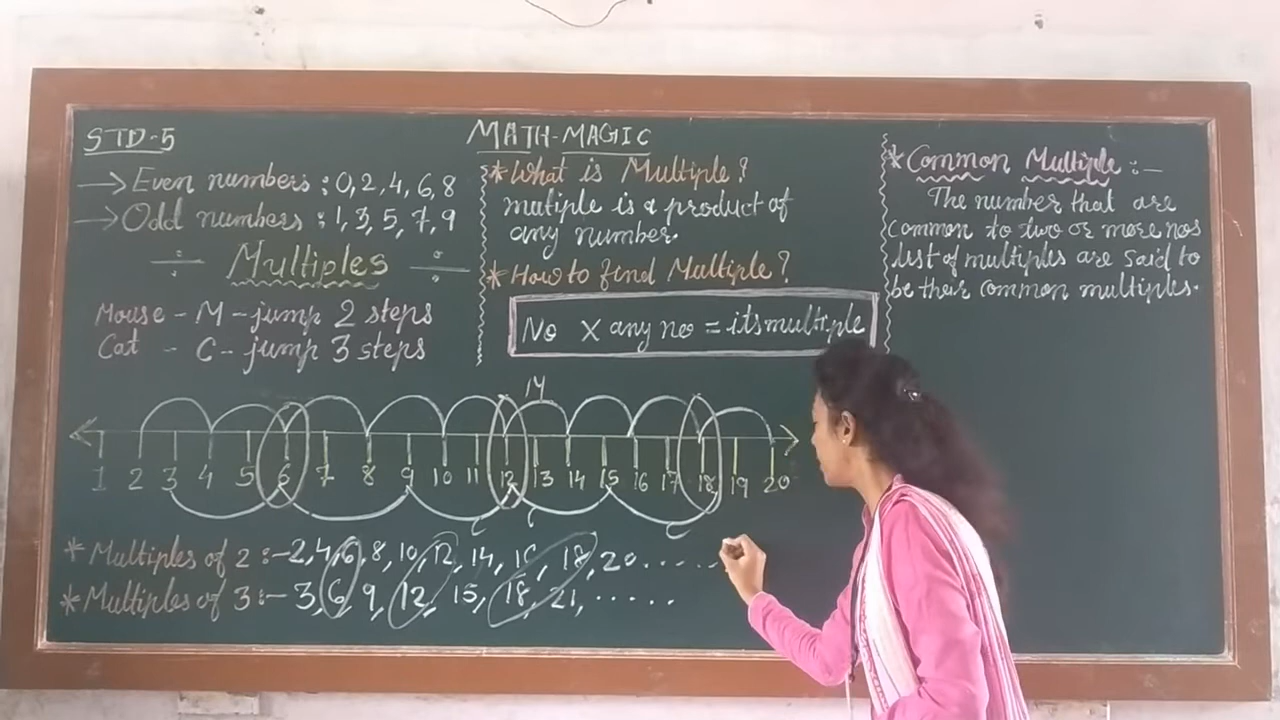 STD-5
→ Even numbers : 0, 2, 4, 6, 8
→ Odd numbers : 1, 3, 5, 7, 9
÷ Multiples ÷
Mouse - M - jump 2 steps
Cat - C - jump 3 steps
MATH-MAGIC
* What is Multiple?
mutiple is a product of
any number.
* How to find Multiple?
No X any no = its multiple
* Common Multiple :-
The number that are
common to two or more nos
list of multiples are said to
be their common multiples.
14
1 2 3 4 5 6 7 8 9 10 11 12 13 14 15 16 17 18 19 20
* Multiples of 2 :- 2, 4, 6, 8, 10, 12, 14, 16, 18, 20......
* Multiples of 3 :- 3, 6, 9, 12, 15, 18, 21, .....